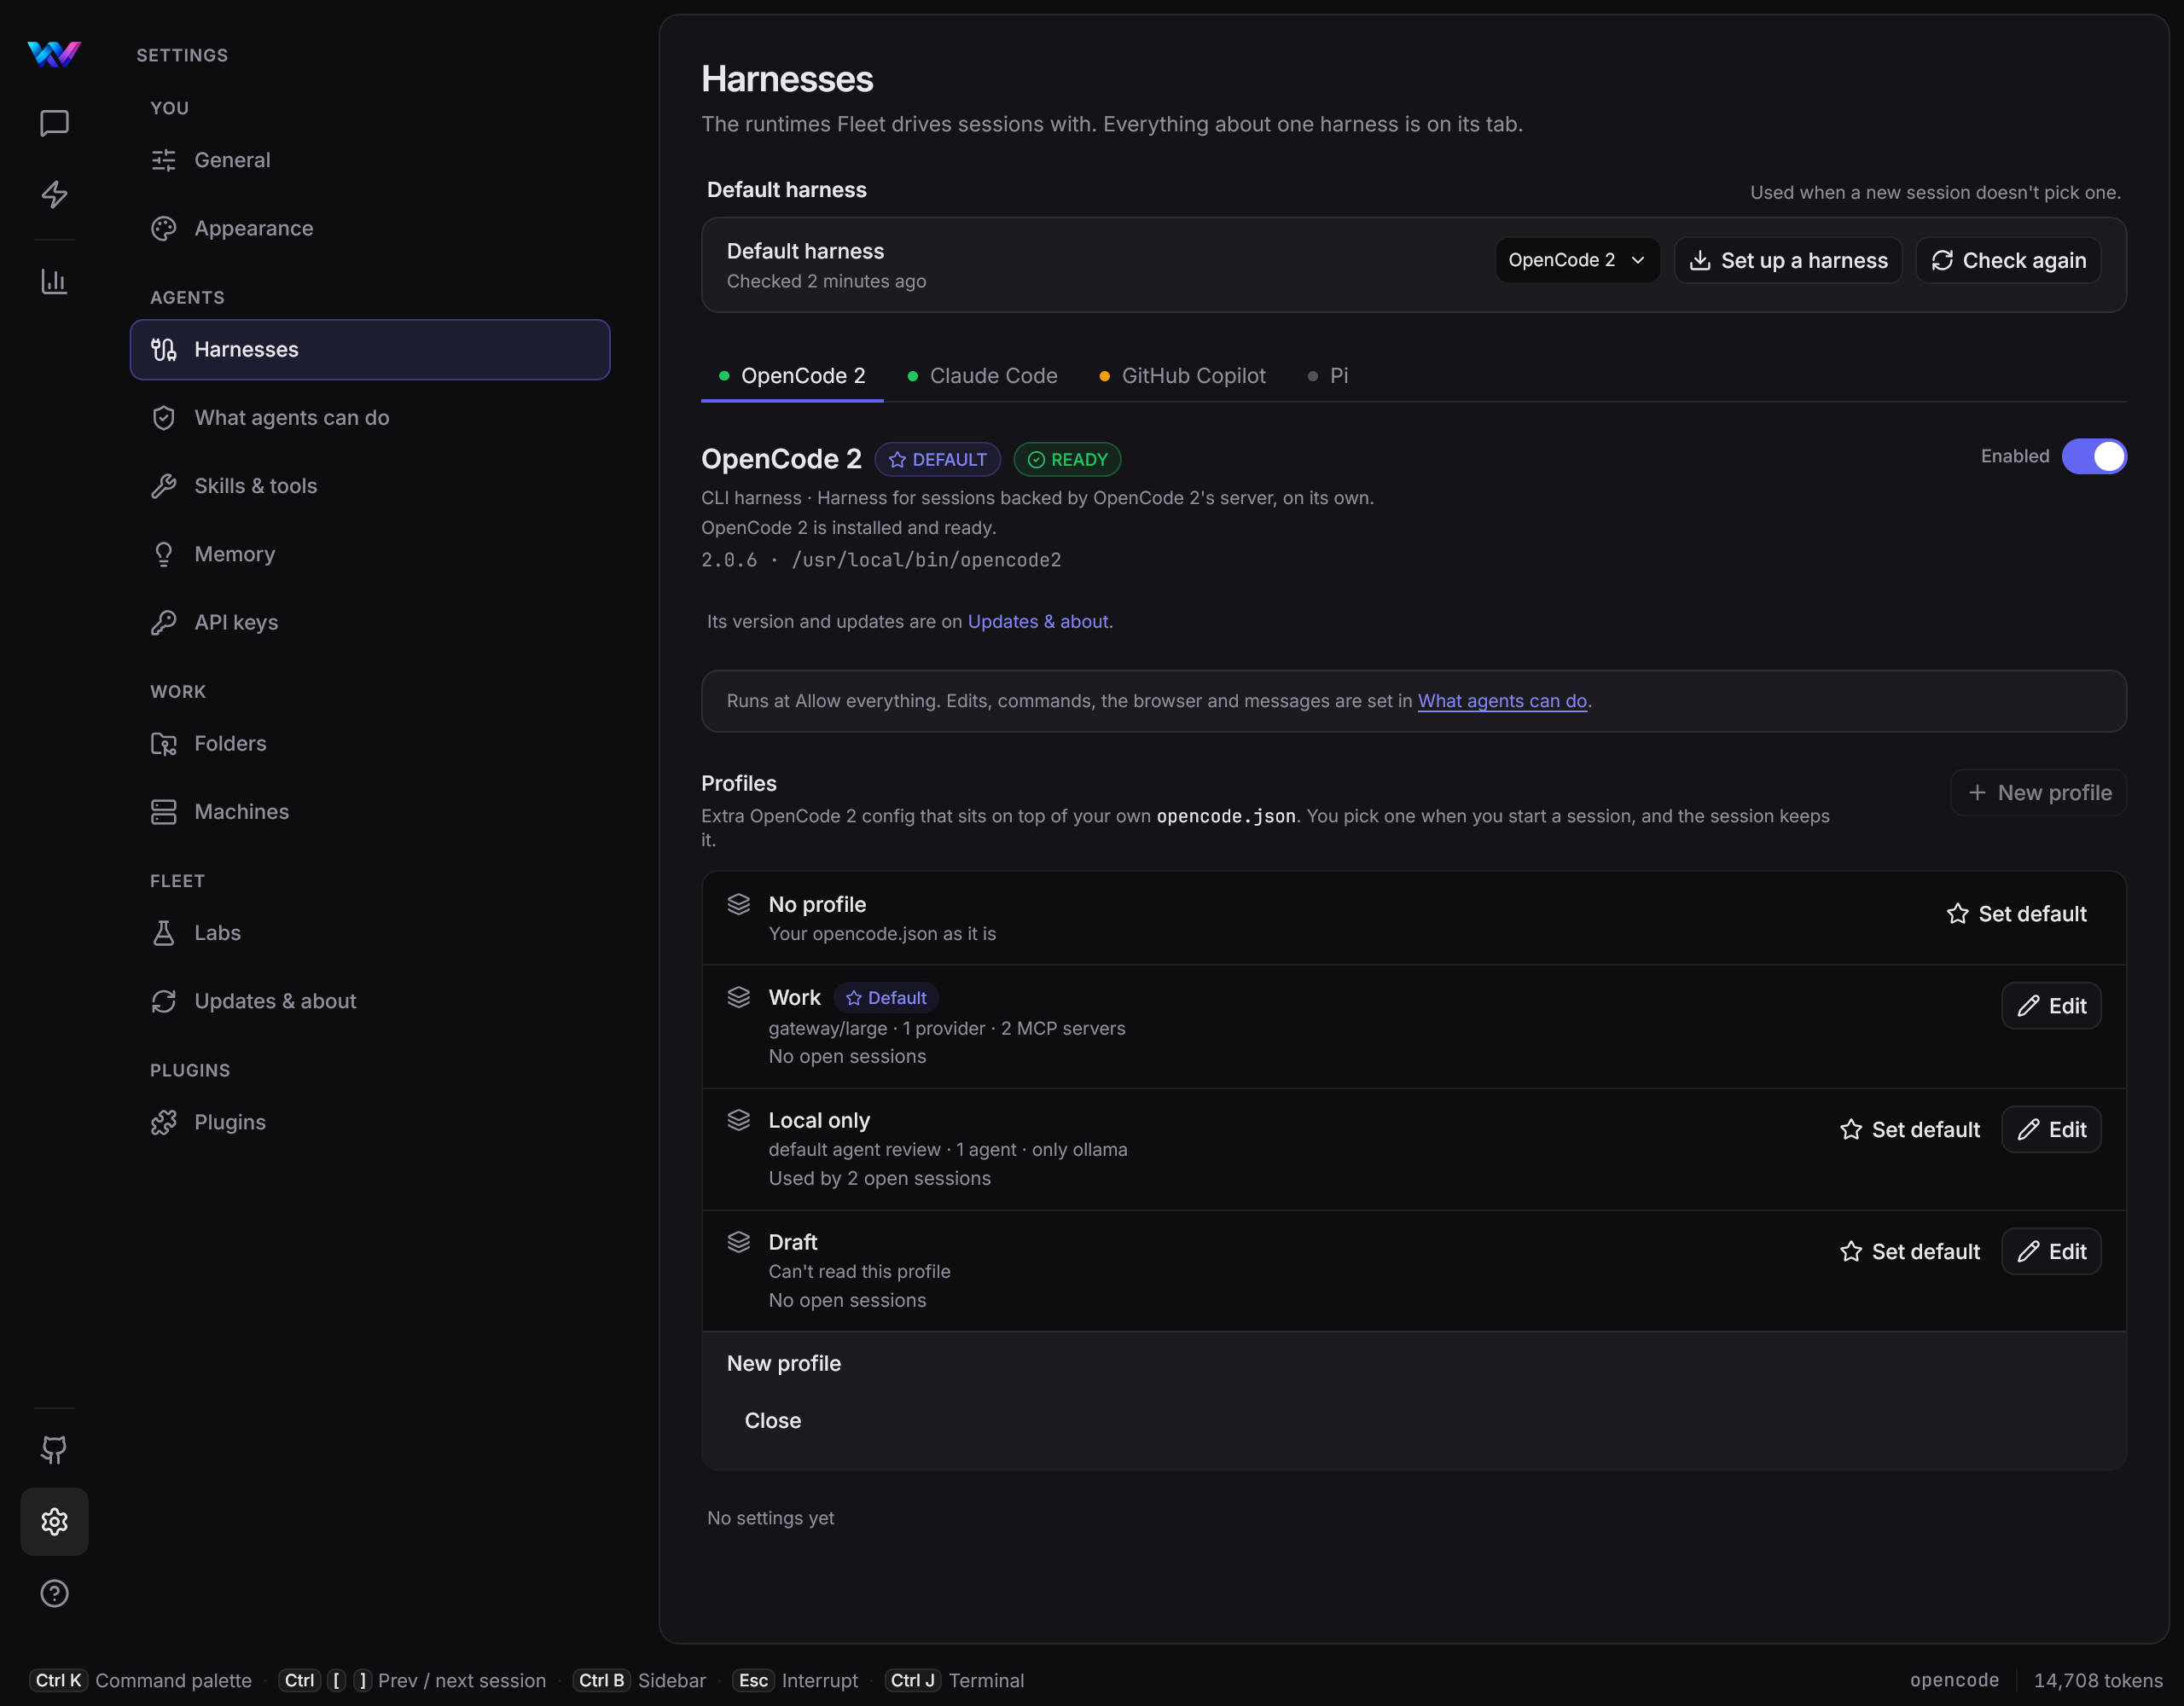 SETTINGS
YOU
General
Appearance
AGENTS
Harnesses
What agents can do
Skills & tools
Memory
API keys
WORK
Folders
Machines
FLEET
Labs
Updates & about
PLUGINS
Plugins
Harnesses
The runtimes Fleet drives sessions with. Everything about one harness is on its tab.
Default harness
Used when a new session doesn't pick one.
Default harness
Checked 2 minutes ago
OpenCode 2
Set up a harness
Check again
OpenCode 2
Claude Code
GitHub Copilot
Pi
OpenCode 2
DEFAULT
READY
Enabled
CLI harness · Harness for sessions backed by OpenCode 2's server, on its own.
OpenCode 2 is installed and ready.
2.0.6 · /usr/local/bin/opencode2
Its version and updates are on Updates & about.
Runs at Allow everything. Edits, commands, the browser and messages are set in What agents can do.
Profiles
New profile
Extra OpenCode 2 config that sits on top of your own opencode.json. You pick one when you start a session, and the session keeps
it.
No profile
Your opencode.json as it is
Set default
Work
Default
gateway/large · 1 provider · 2 MCP servers
No open sessions
Edit
Local only
default agent review · 1 agent · only ollama
Used by 2 open sessions
Set default
Edit
Draft
Can't read this profile
No open sessions
Set default
Edit
New profile
Close
No settings yet
Ctrl K Command palette · Ctrl [ ] Prev / next session · Ctrl B Sidebar · Esc Interrupt · Ctrl J Terminal
opencode
14,708 tokens